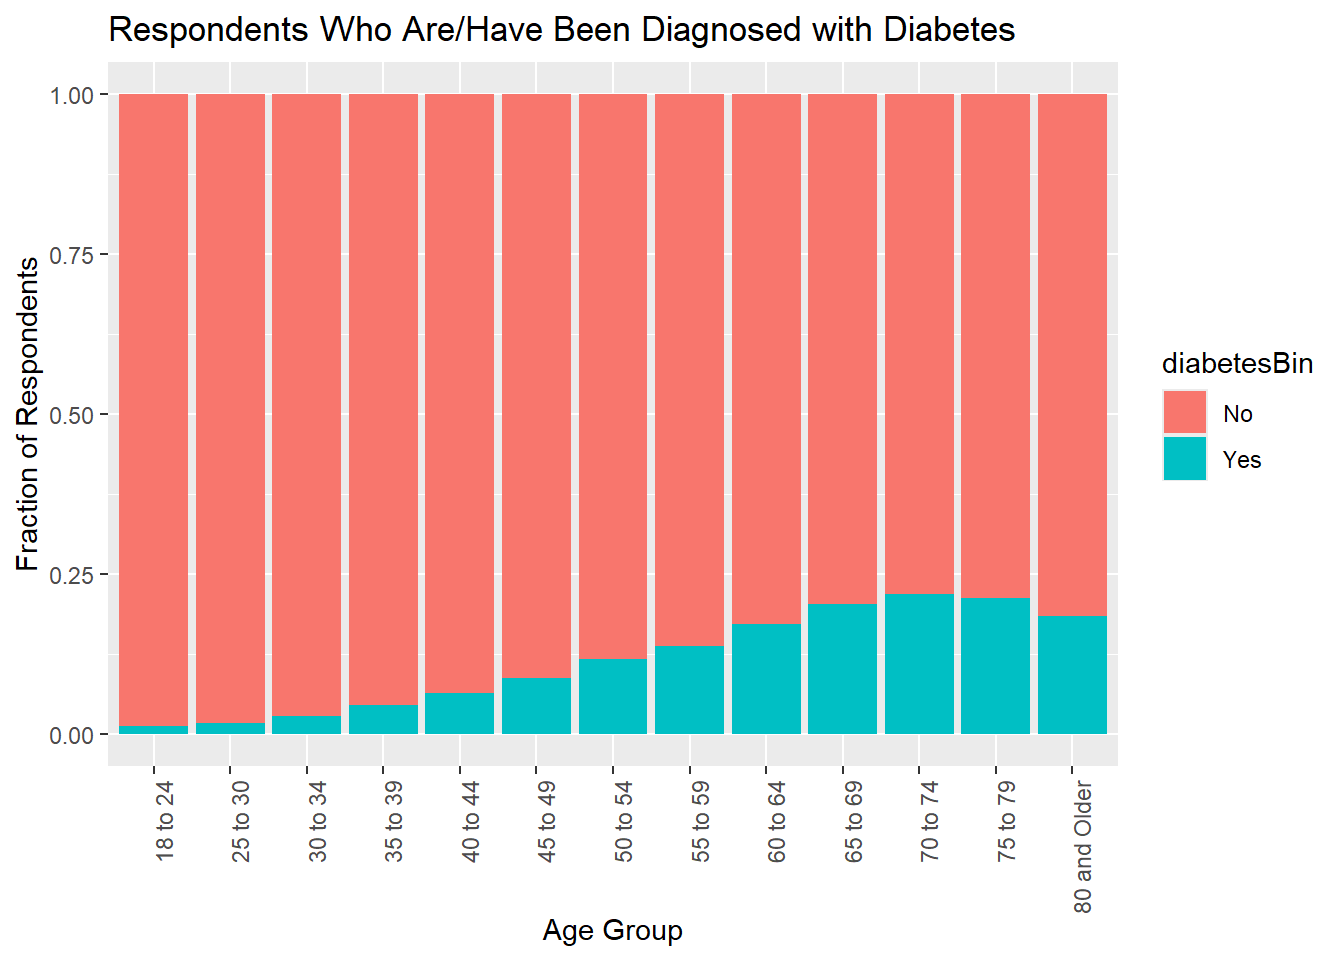 Respondents Who Are/Have Been Diagnosed with Diabetes
Fraction of Respondents
1.00
0.75
0.50
0.25
0.00
18 to 24
25 to 30
30 to 34
35 to 39
40 to 44
45 to 49
50 to 54
55 to 59
60 to 64
65 to 69
70 to 74
75 to 79
80 and Older
Age Group
diabetesBin
No
Yes